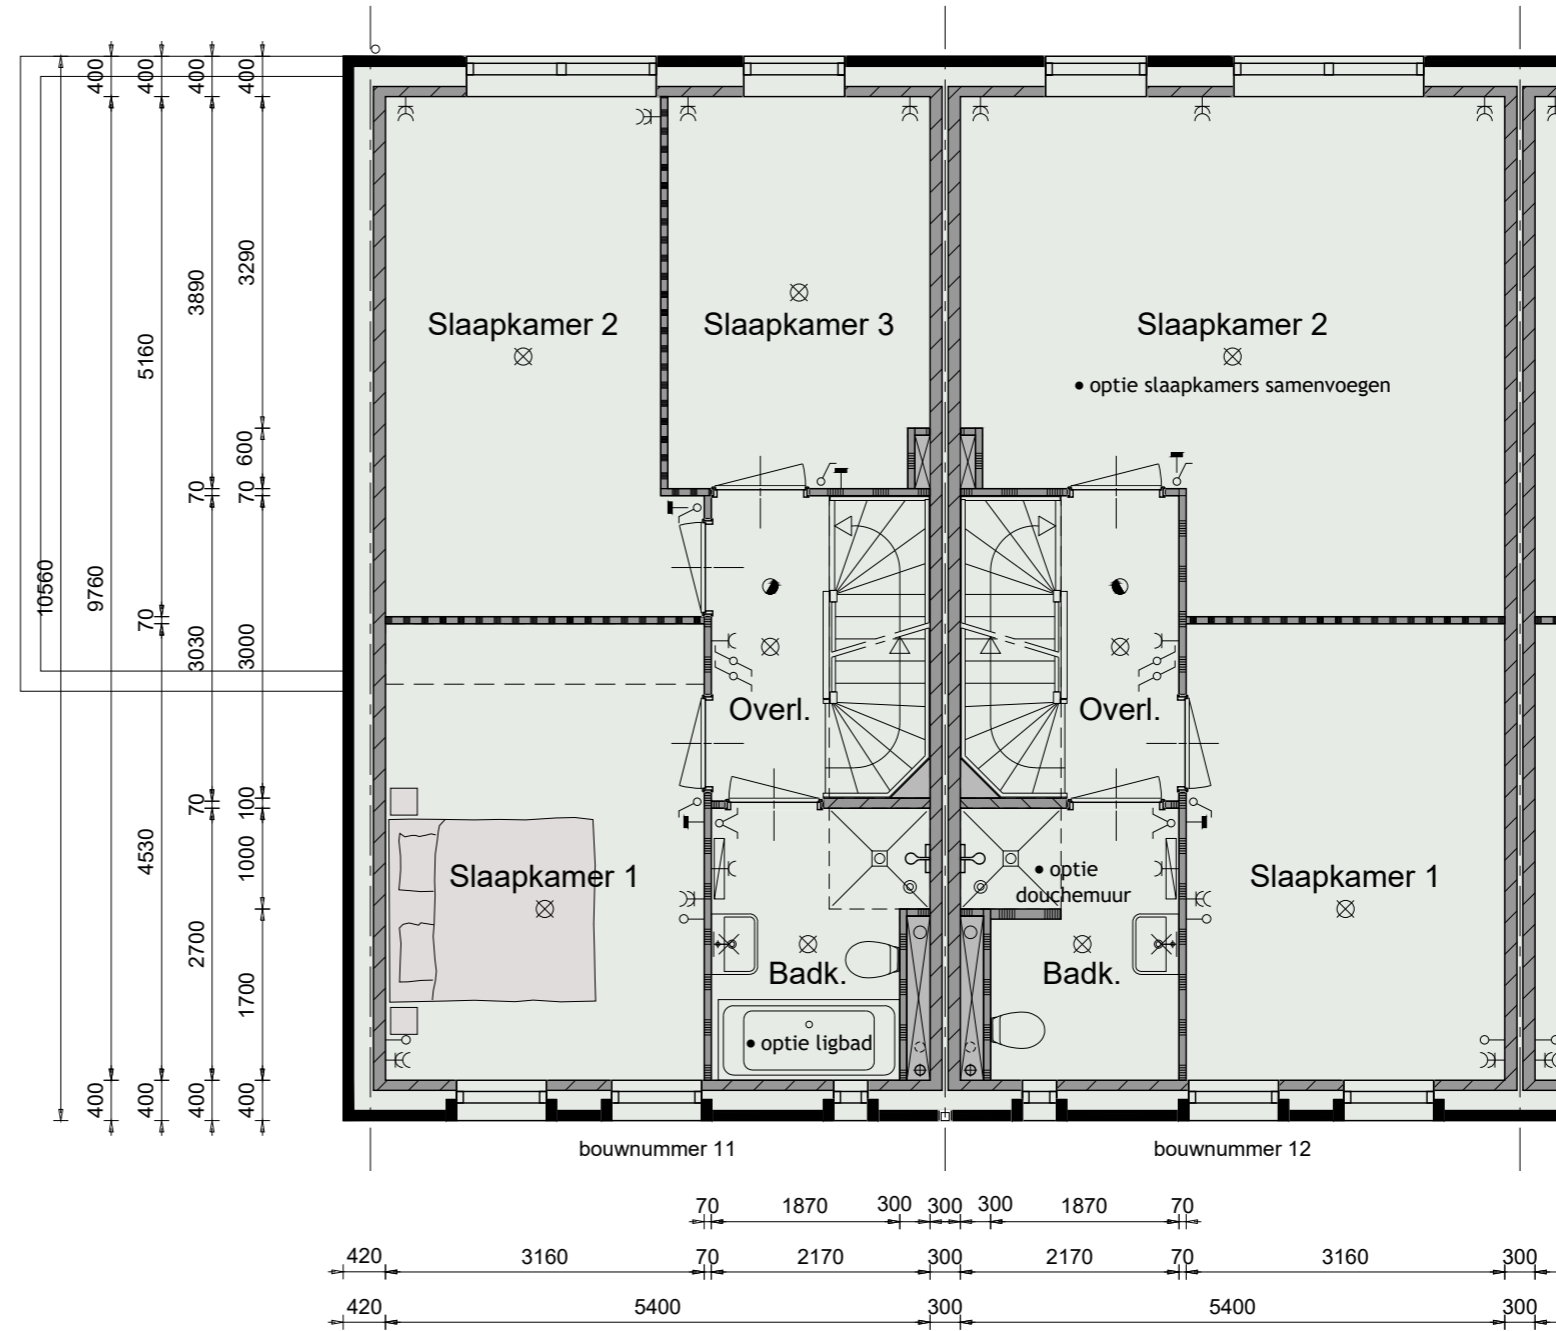 400 400 400 400
3290
3890
5160
Slaapkamer 2 Slaapkamer 3 Slaapkamer 2
• optie slaapkamers samenvoegen
600
70 70
10560 9760 70 3030 3000
Overl. Overl.
70 100
4530 1000
Slaapkamer 1 • optie Slaapkamer 1
douchemuur
2700 1700
Badk. Badk.
• optie ligbad
400 400 400 400
bouwnummer 11 bouwnummer 12
70 1870 300 300 300 1870 70
420 3160 70 2170 300 2170 70 3160 300
420 5400 300 5400 300